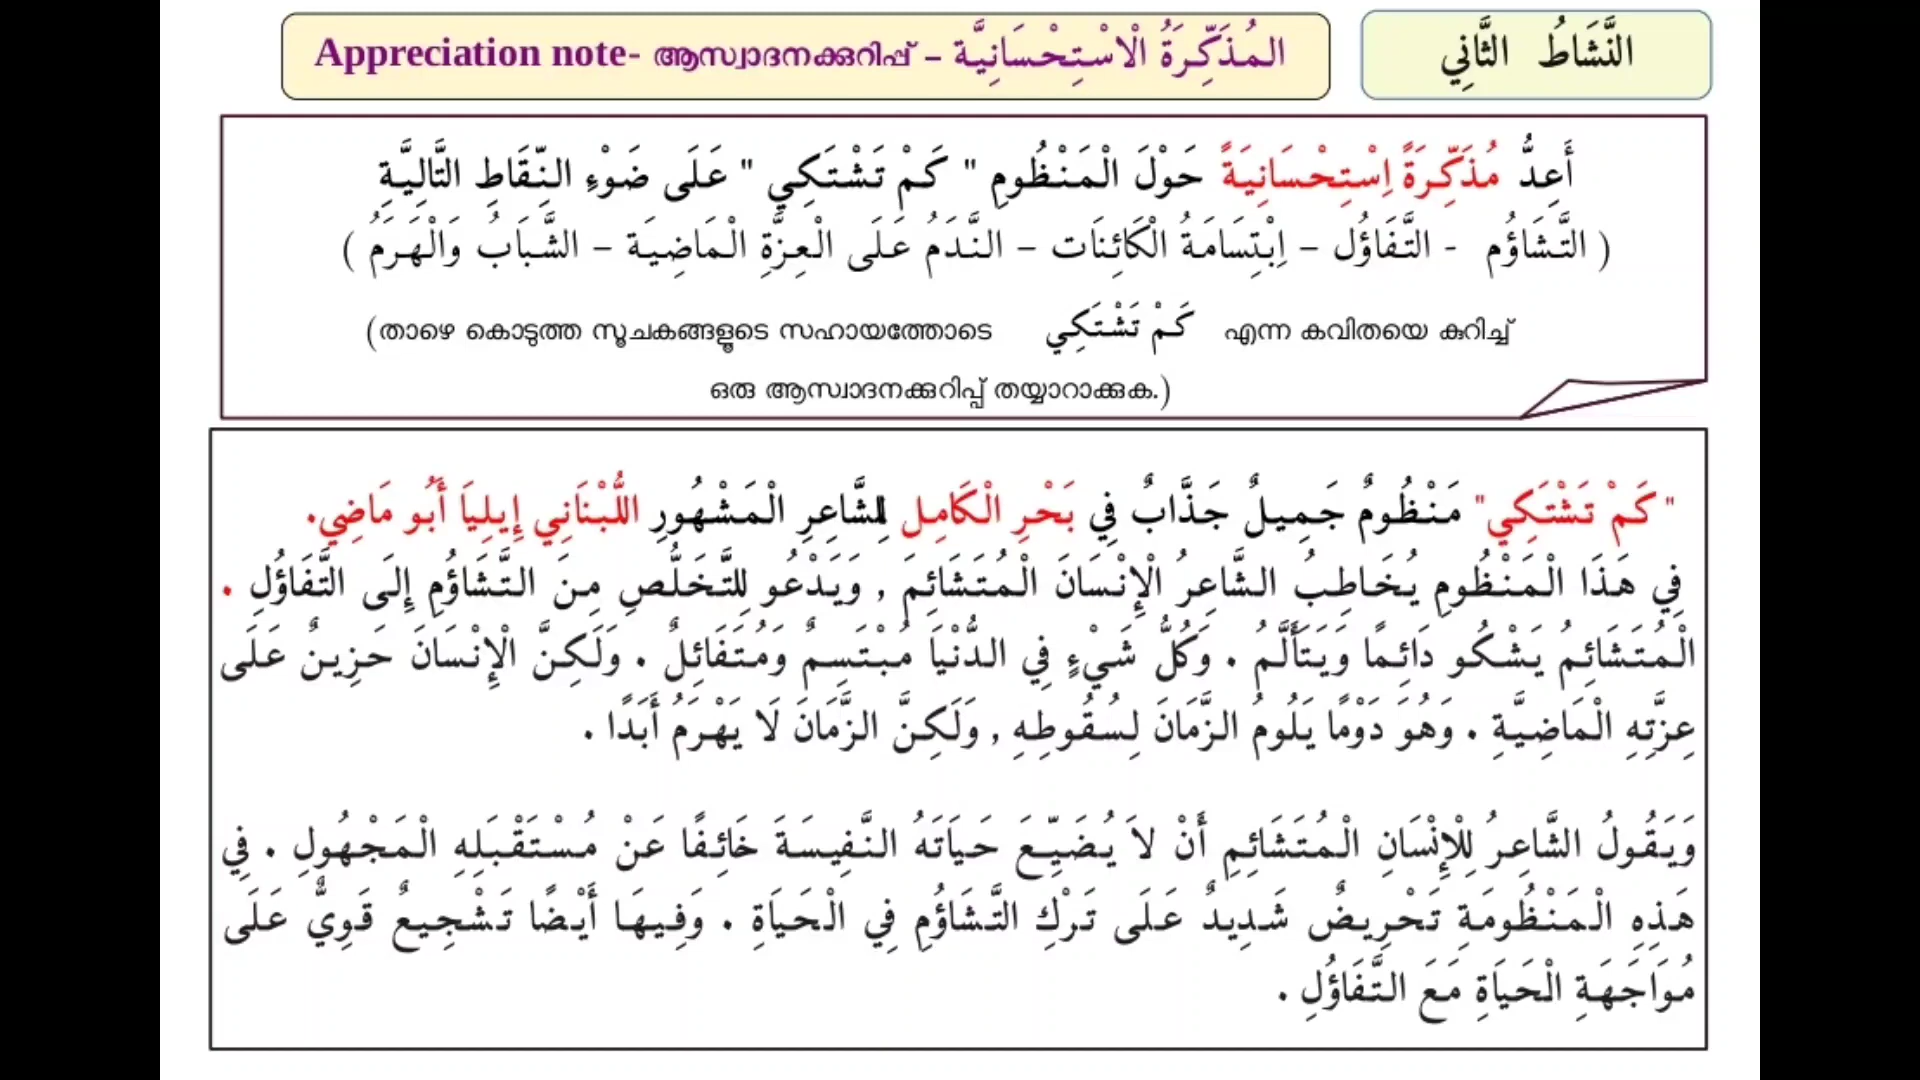 النَّشَاطُ الثَّانِي
المُذَكِّرَةُ الْاسْتِحْسَانِيَّة – ആസ്വാദനക്കുറിപ്പ് -Appreciation note
أَعِدُّ مُذَكِّرَةً اِسْتِحْسَانِيَةً حَوْلَ الْمَنْظُومِ " كَمْ تَشْتَكِي " عَلَى ضَوْءِ النِّقَاطِ التَّالِيَّةِ
( التَّشَاؤُم - التَّفَاؤُل – اِبْتِسَامَةُ الْكَائِنَات – النَّدَمُ عَلَى الْعِزَّةِ الْمَاضِيَة – الشَّبَابُ وَالْهَرَمُ )
(താഴെ കൊടുത്ത സൂചകങ്ങളൂടെ സഹായത്തോടെ كَمْ تَشْتَكِي എന്ന കവിതയെ കുറിച്ച്
ഒരു ആസ്വാദനക്കുറിപ്പ് തയ്യാറാക്കുക.)
" كَمْ تَشْتَكِي" مَنْظُومٌ جَمِيلٌ جَذَّابٌ فِي بَحْرِ الْكَامِل لِلشَّاعِرِ الْمَشْهُورِ اللُّبْنَانِي إِيلِيَا أَبُو مَاضِي.
فِي هَذَا الْمَنْظُومِ يُخَاطِبُ الشَّاعِرُ الْإِنْسَانَ الْمُتَشَائِمَ , وَيَدْعُو لِلتَّخَلُّصِ مِنَ التَّشَاؤُمِ إِلَى التَّفَاؤُلِ .
الْمُتَشَائِمُ يَشْكُو دَائِمًا وَيَتَأَلَّمُ . وَكُلُّ شَيْءٍ فِي الدُّنْيَا مُبْتَسِمٌ وَمُتَفَائِلٌ . وَلَكِنَّ الْإِنْسَانَ حَزِينٌ عَلَى
عِزَّتِهِ الْمَاضِيَّةِ . وَهُوَ دَوْمًا يَلُومُ الزَّمَانَ لِسُقُوطِهِ , وَلَكِنَّ الزَّمَانَ لَا يَهْرَمُ أَبَدًا .
وَيَقُولُ الشَّاعِرُ لِلْإِنْسَانِ الْمُتَشَائِمِ أَنْ لاَ يُضَيِّعَ حَيَاتَهُ النَّفِيسَةَ خَائِفًا عَنْ مُسْتَقْبَلِهِ الْمَجْهُولِ . فِي
هَذِهِ الْمَنْظُومَةِ تَحْرِيضٌ شَدِيدٌ عَلَى تَرْكِ التَّشَاؤُمِ فِي الْحَيَاةِ . وَفِيهَا أَيْضًا تَشْجِيعٌ قَوِيٌّ عَلَى
مُوَاجَهَةِ الْحَيَاةِ مَعَ التَّفَاؤُلِ .